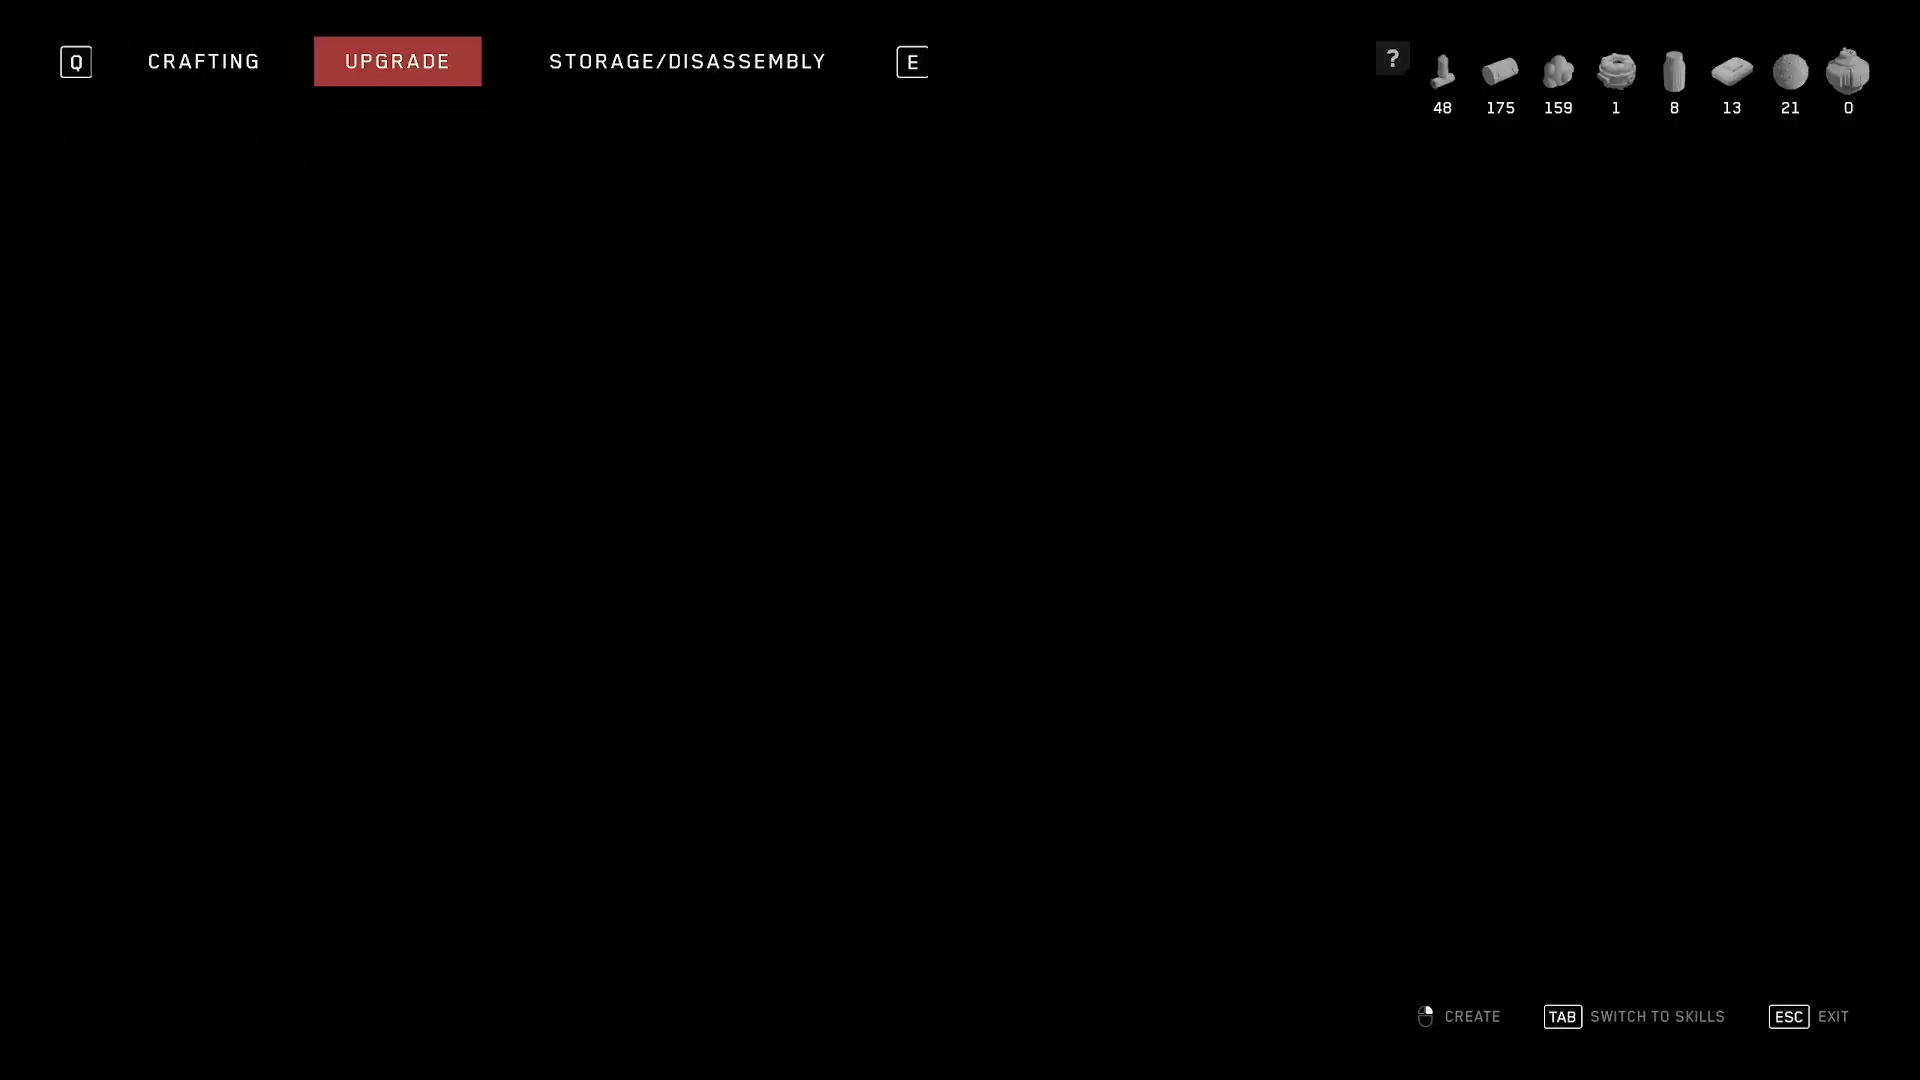 Q CRAFTING UPGRADE STORAGE/DISASSEMBLY E ?
48 175 159 1 8 13 21 0
CREATE TAB SWITCH TO SKILLS ESC EXIT